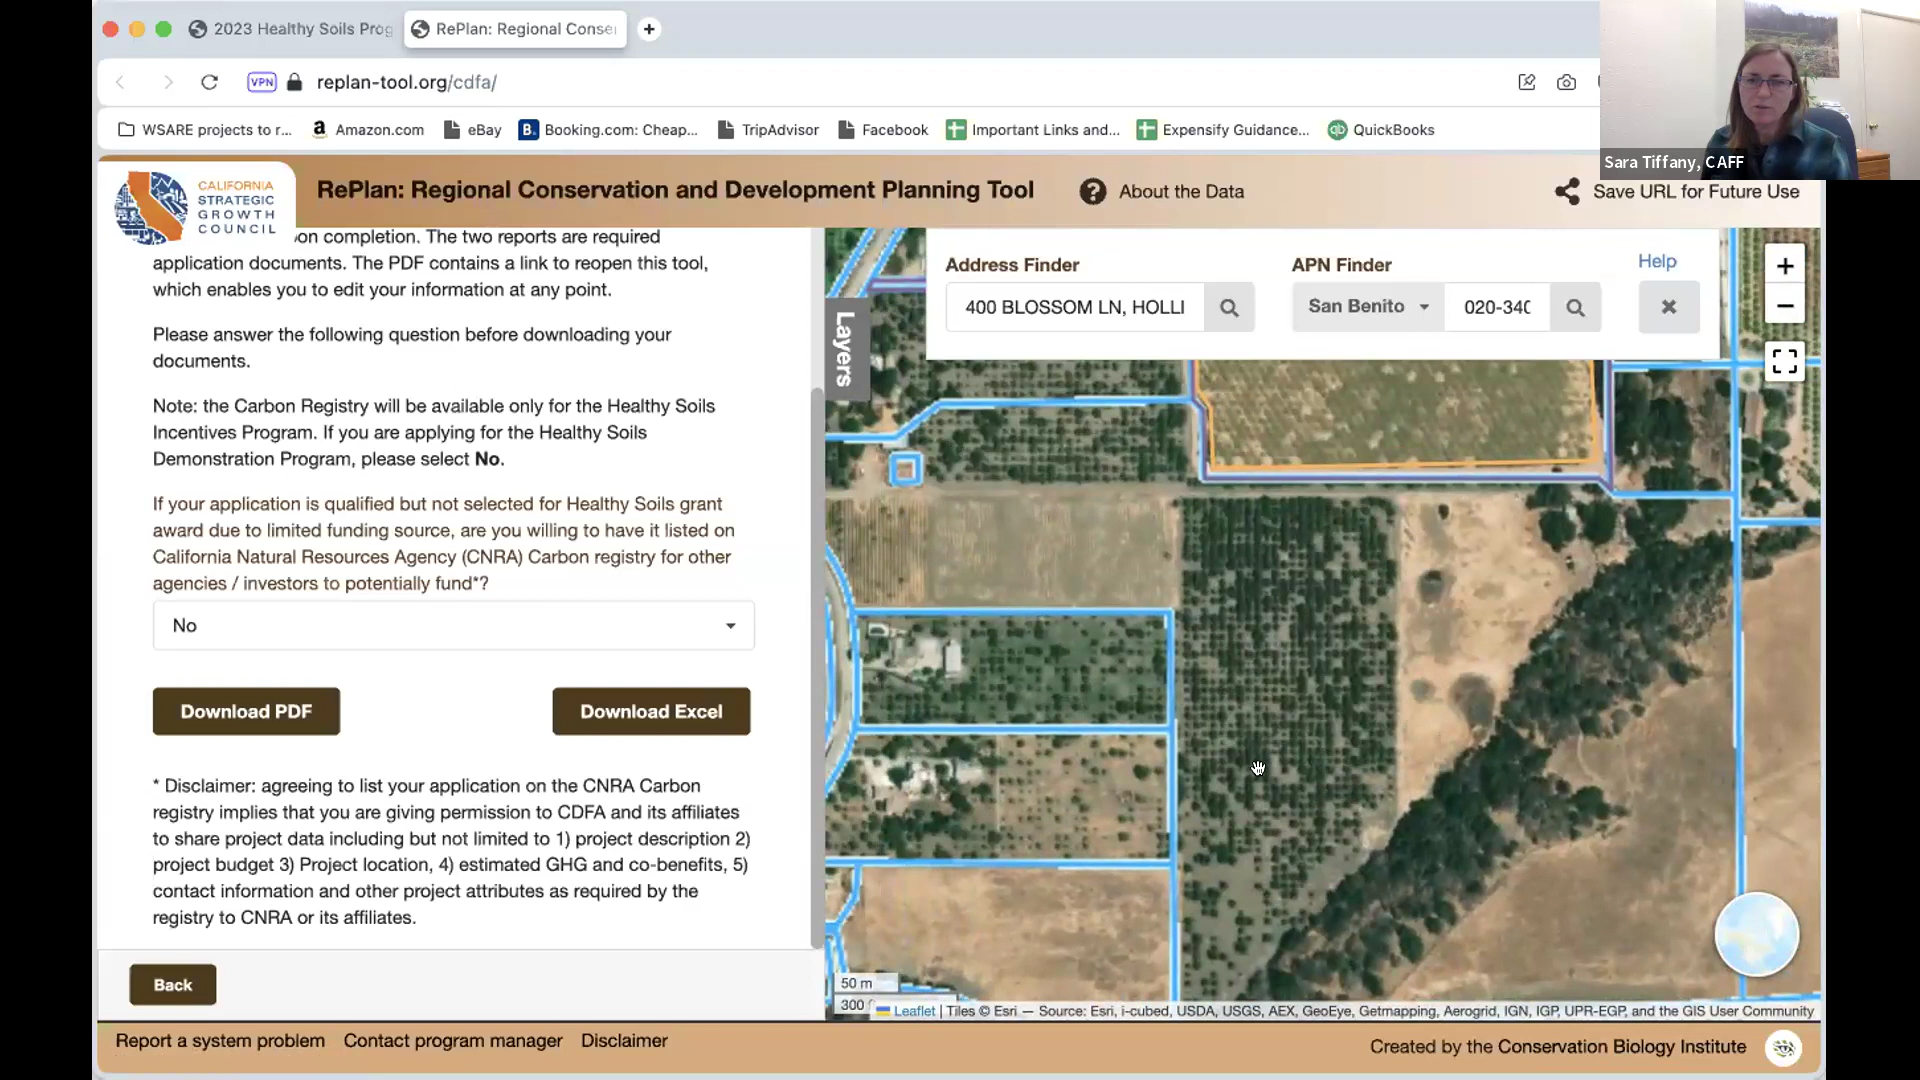 2023 Healthy Soils Prog
RePlan: Regional Conse
VPN
replan-tool.org/cdfa/
WSARE projects to r...
Amazon.com
eBay
Booking.com: Cheap...
TripAdvisor
Facebook
Important Links and...
Expensify Guidance...
QuickBooks
Sara Tiffany, CAFF
CALIFORNIA
STRATEGIC
GROWTH
COUNCIL
RePlan: Regional Conservation and Development Planning Tool
About the Data
Save URL for Future Use
on completion. The two reports are required
application documents. The PDF contains a link to reopen this tool,
which enables you to edit your information at any point.
Please answer the following question before downloading your
documents.
Note: the Carbon Registry will be available only for the Healthy Soils
Incentives Program. If you are applying for the Healthy Soils
Demonstration Program, please select No.
If your application is qualified but not selected for Healthy Soils grant
award due to limited funding source, are you willing to have it listed on
California Natural Resources Agency (CNRA) Carbon registry for other
agencies / investors to potentially fund*?
No
Download PDF
Download Excel
* Disclaimer: agreeing to list your application on the CNRA Carbon
registry implies that you are giving permission to CDFA and its affiliates
to share project data including but not limited to 1) project description 2)
project budget 3) Project location, 4) estimated GHG and co-benefits, 5)
contact information and other project attributes as required by the
registry to CNRA or its affiliates.
Back
Layers
Address Finder
400 BLOSSOM LN, HOLLI
APN Finder
San Benito
020-340
Help
+
−
50 m
300
Leaflet | Tiles © Esri — Source: Esri, i-cubed, USDA, USGS, AEX, GeoEye, Getmapping, Aerogrid, IGN, IGP, UPR-EGP, and the GIS User Community
Report a system problem
Contact program manager
Disclaimer
Created by the Conservation Biology Institute